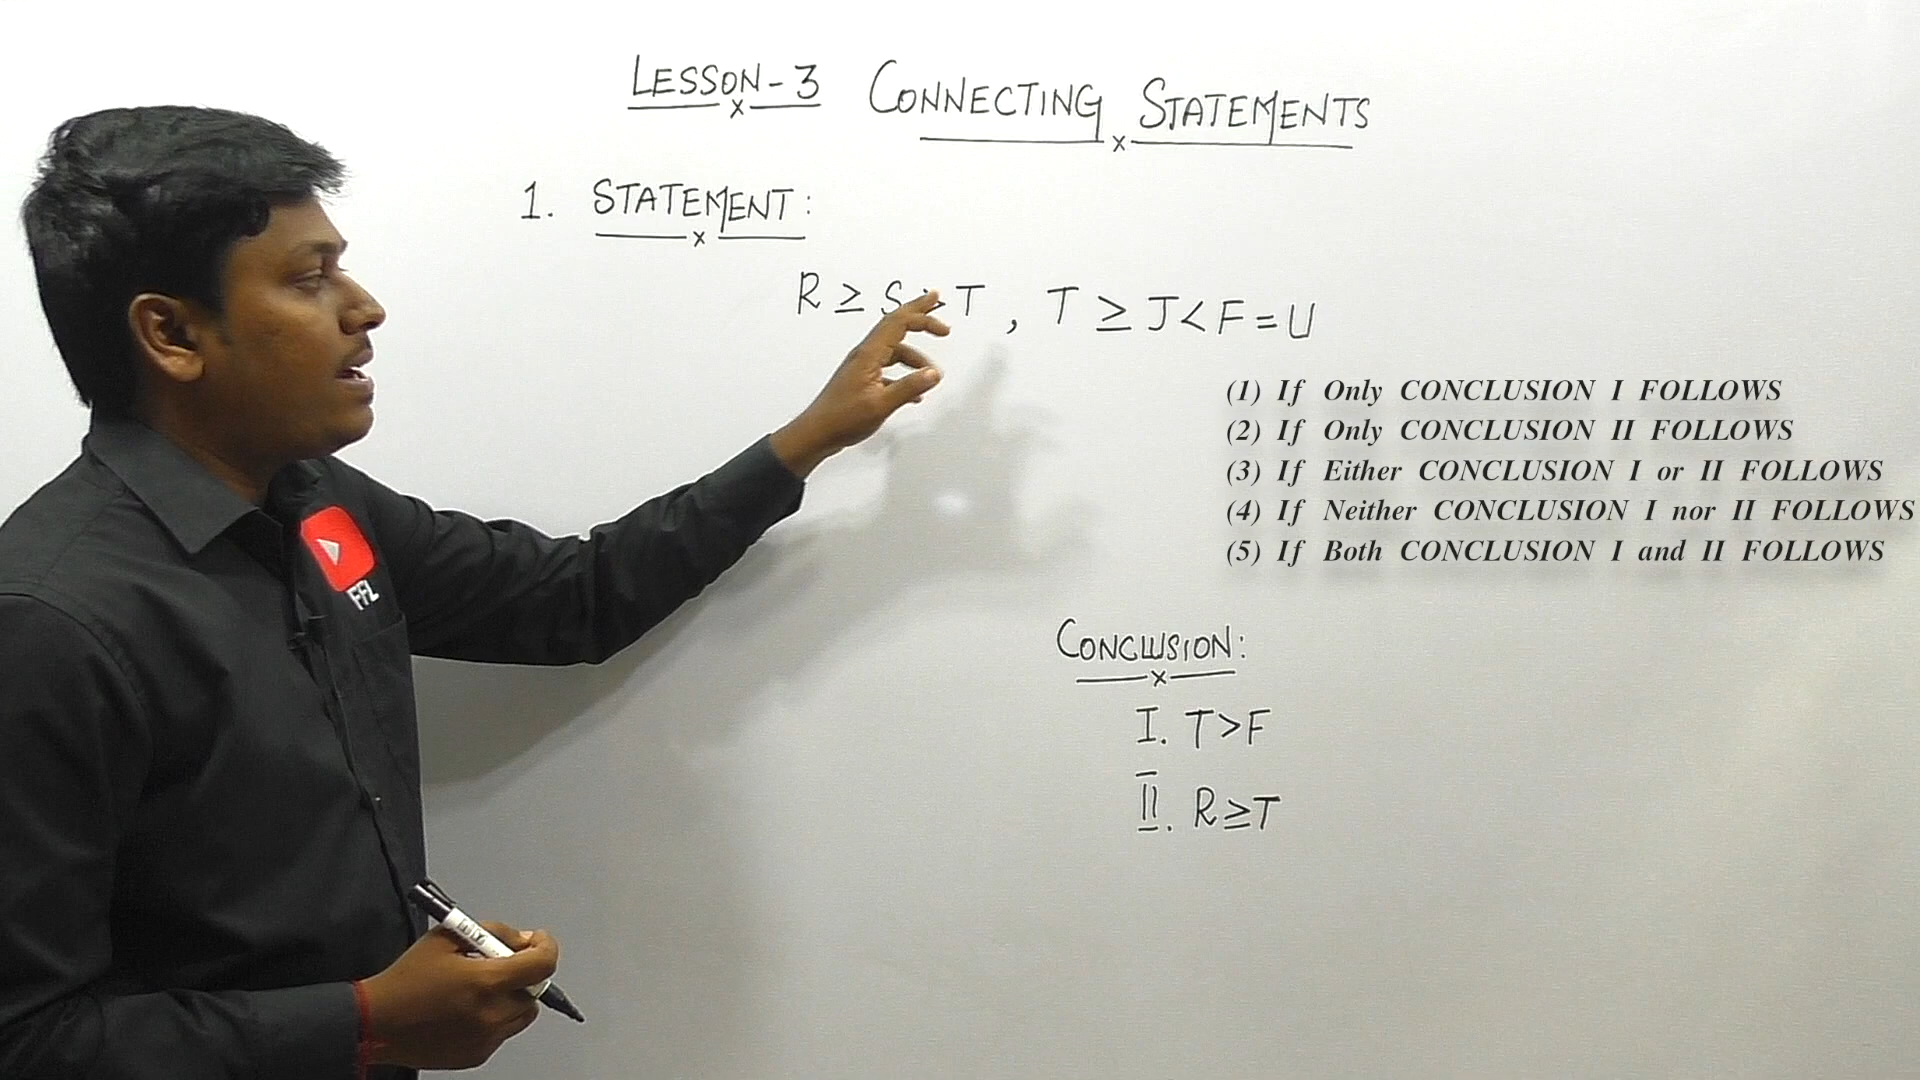 LESSON-3 CONNECTING STATEMENTS
1. STATEMENT:
R ≥ S T , T ≥ J < F = U
(1) If Only CONCLUSION I FOLLOWS
(2) If Only CONCLUSION II FOLLOWS
(3) If Either CONCLUSION I or II FOLLOWS
(4) If Neither CONCLUSION I nor II FOLLOWS
(5) If Both CONCLUSION I and II FOLLOWS
CONCLUSION:
I. T > F
II. R ≥ T
FFL